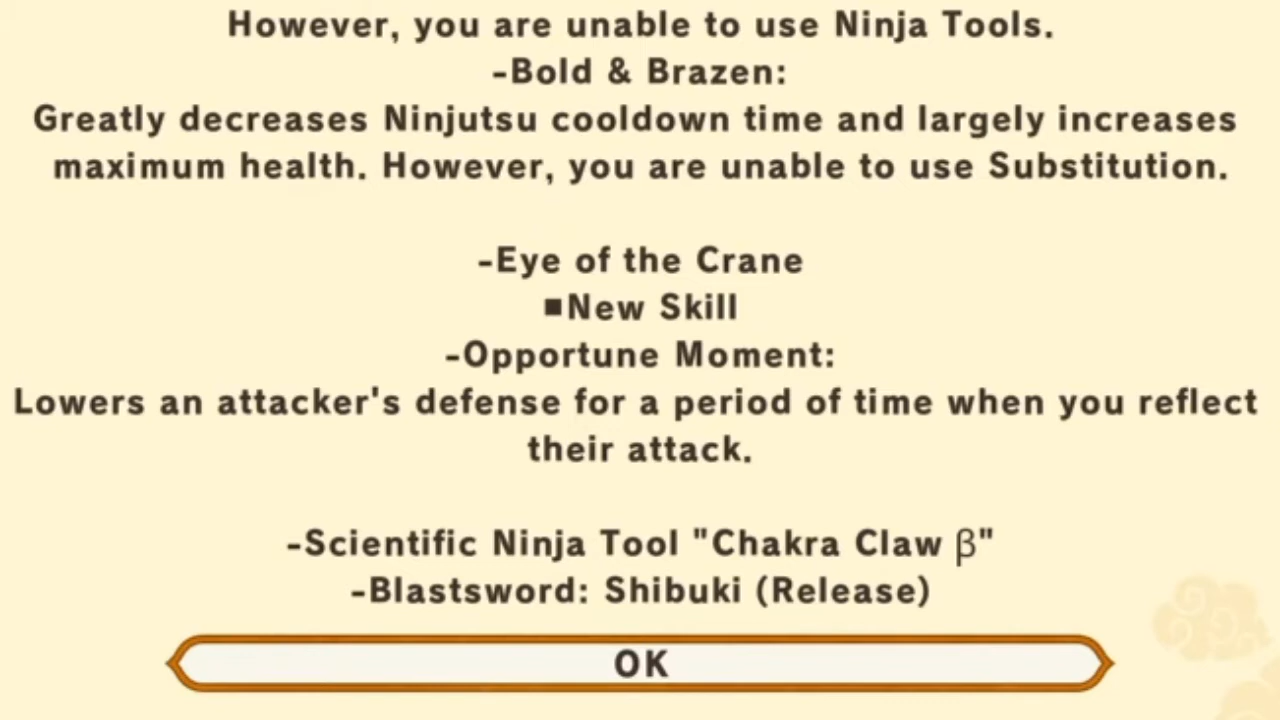 However, you are unable to use Ninja Tools.
-Bold & Brazen:
Greatly decreases Ninjutsu cooldown time and largely increases
maximum health. However, you are unable to use Substitution.
-Eye of the Crane
■New Skill
-Opportune Moment:
Lowers an attacker's defense for a period of time when you reflect
their attack.
-Scientific Ninja Tool "Chakra Claw β"
-Blastsword: Shibuki (Release)
OK